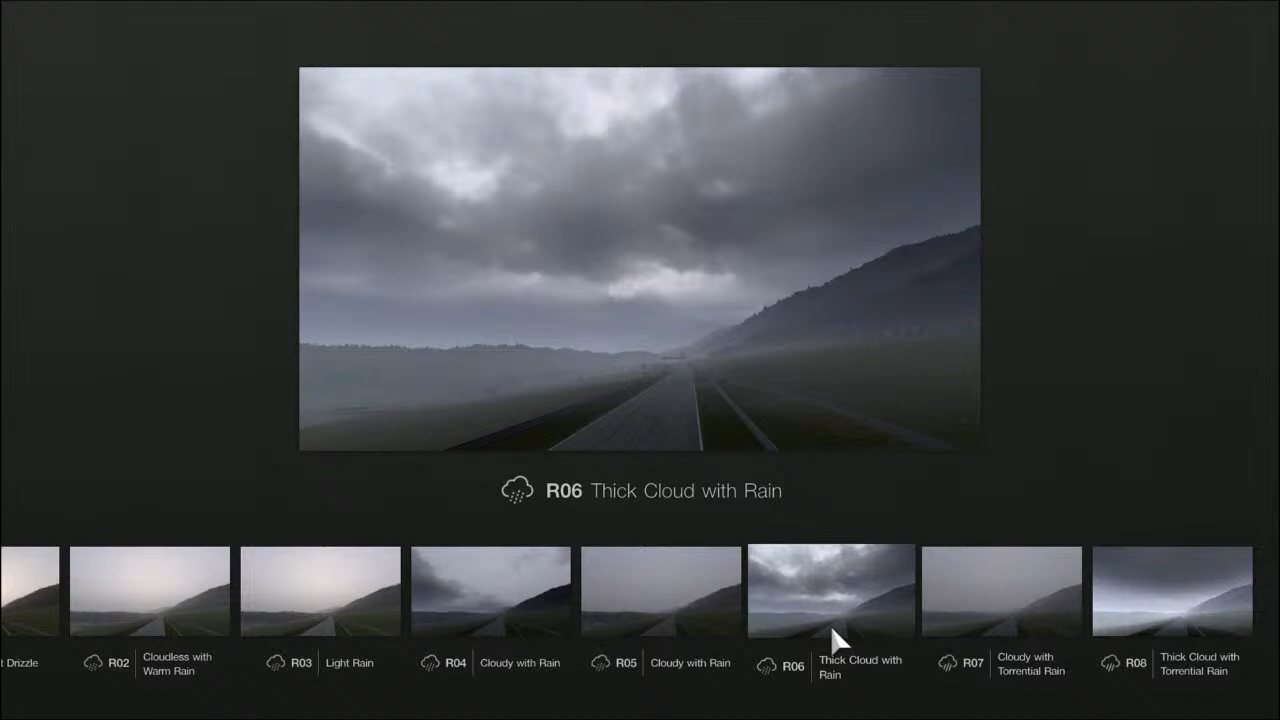 R06 Thick Cloud with Rain
t Drizzle
R02
Cloudless with
Warm Rain
R03
Light Rain
R04
Cloudy with Rain
R05
Cloudy with Rain
R06
Thick Cloud with
Rain
R07
Cloudy with
Torrential Rain
R08
Thick Cloud with
Torrential Rain